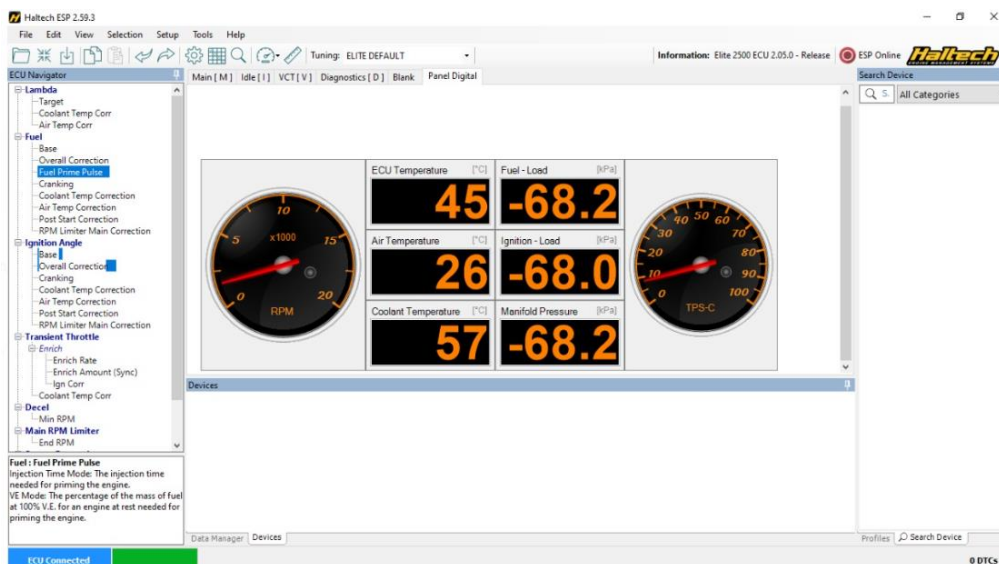 Haltech ESP 2.59.3
File Edit View Selection Setup Tools Help
Tuning: ELITE DEFAULT
Information: Elite 2500 ECU 2.05.0 - Release
ESP Online
Haltech
ENGINE MANAGEMENT SYSTEMS
ECU Navigator
Lambda
Target
Coolant Temp Corr
Air Temp Corr
Fuel
Base
Overall Correction
Fuel Prime Pulse
Cranking
Coolant Temp Correction
Air Temp Correction
Post Start Correction
RPM Limiter Main Correction
Ignition Angle
Base
Overall Correction
Cranking
Coolant Temp Correction
Air Temp Correction
Post Start Correction
RPM Limiter Main Correction
Transient Throttle
Enrich
Enrich Rate
Enrich Amount (Sync)
Ign Corr
Coolant Temp Corr
Decel
Min RPM
Main RPM Limiter
End RPM
Fuel : Fuel Prime Pulse
Injection Time Mode: The injection time
needed for priming the engine.
VE Mode: The percentage of the mass of fuel
at 100% V.E. for an engine at rest needed for
priming the engine.
Main [ M ] Idle [ I ] VCT [ V ] Diagnostics [ D ] Blank Panel Digital
0 5 10 15 20
x1000
RPM
ECU Temperature [°C]
45
Fuel - Load [kPa]
-68.2
Air Temperature [°C]
26
Ignition - Load [kPa]
-68.0
Coolant Temperature [°C]
57
Manifold Pressure [kPa]
-68.2
0 10 20 30 40 50 60 70 80 90 100
TPS-C
Devices
Data Manager Devices
Search Device
S. All Categories
Profiles Search Device
ECU Connected
0 DTCs